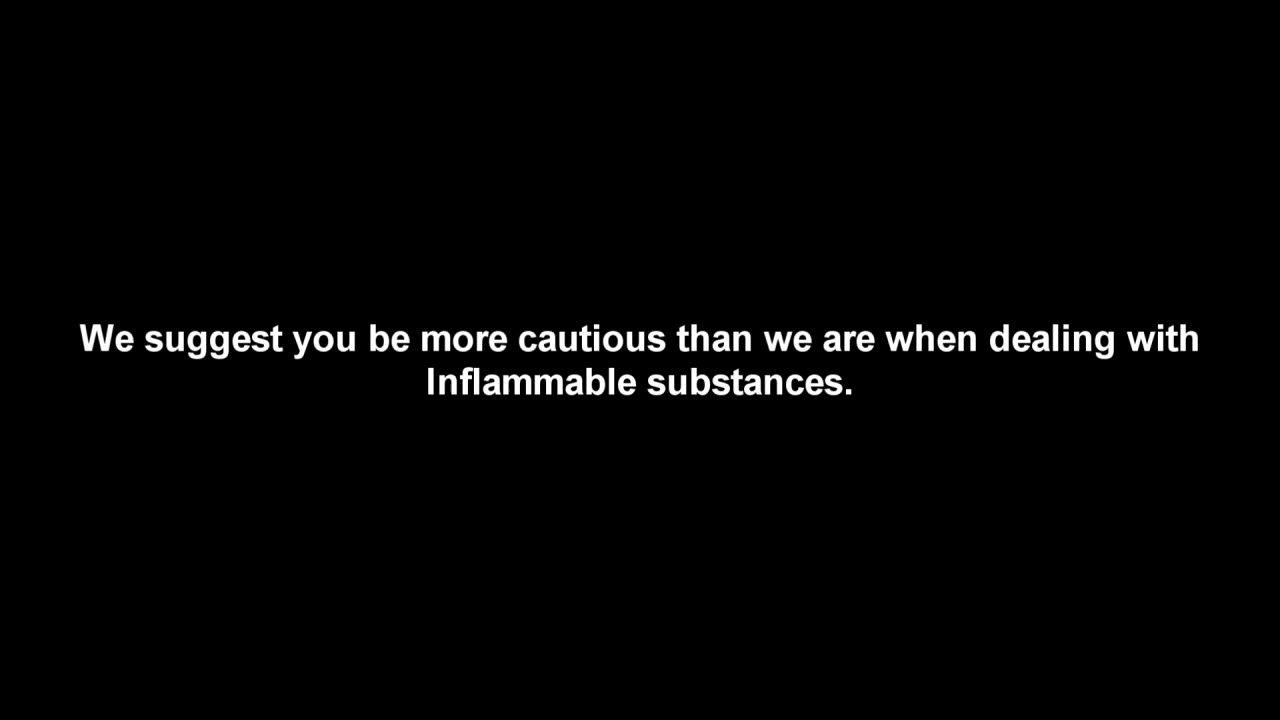 We suggest you be more cautious than we are when dealing with
Inflammable substances.